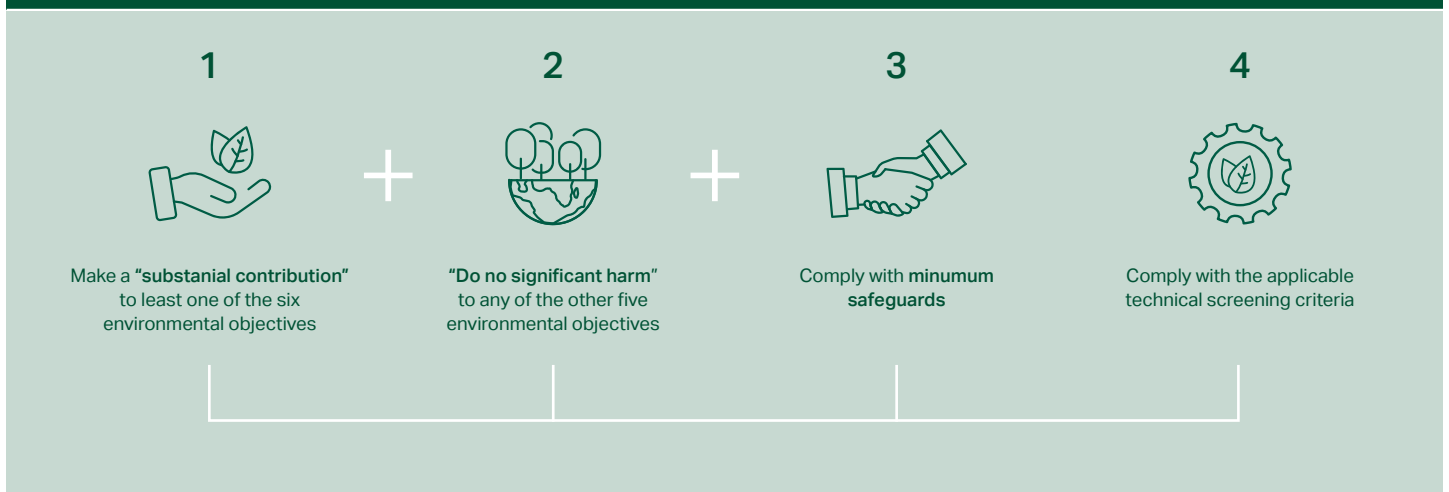 1
2
3
4
Make a “substanial contribution”
to least one of the six
environmental objectives
“Do no significant harm”
to any of the other five
environmental objectives
Comply with minumum
safeguards
Comply with the applicable
technical screening criteria